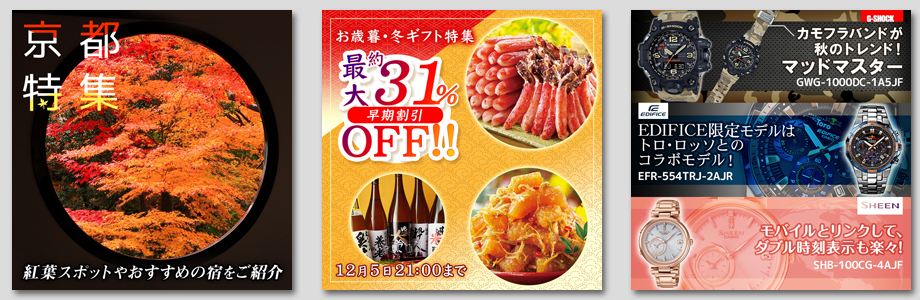 京都
特集
紅葉スポットやおすすめの宿をご紹介
お歳暮・冬ギフト特集
最大約31%
早期割引
OFF!!
12月5日21:00まで
G-SHOCK
カモフラバンドが
秋のトレンド!
マッドマスター
GWG-1000DC-1A5JF
EDIFICE
EDIFICE限定モデルは
トロ・ロッソとの
コラボモデル!
EFR-554TRJ-2AJR
SHEEN
モバイルとリンクして、
ダブル時刻表示も楽々!
SHB-100CG-4AJF